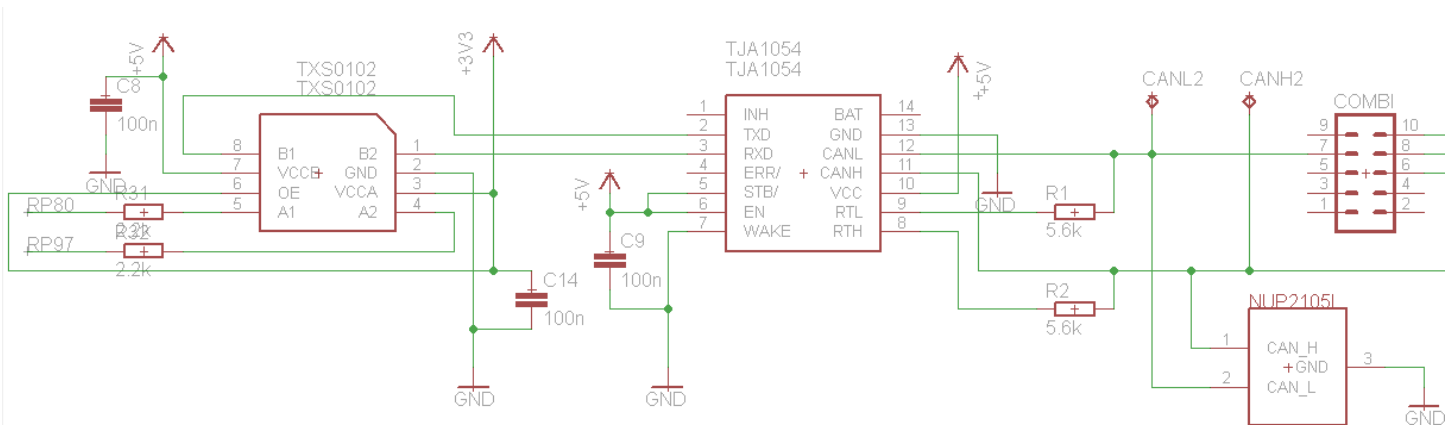 +5V
C8
100n
GND
TXS0102
TXS0102
8 B1 B2 1
7 VCCB GND 2
6 OE VCCA 3
5 A1 A2 4
+3V3
RP80
R31
2.2k
RP97
R32
2.2k
C14
100n
GND
TJA1054
TJA1054
1 INH BAT 14
2 TXD GND 13
3 RXD CANL 12
4 ERR/ CANH 11
5 STB/ VCC 10
6 EN RTL 9
7 WAKE RTH 8
+5V
C9
100n
GND
+5V
GND
R1
5.6k
R2
5.6k
CANL2
CANH2
COMBI
9 10
7 8
5 6
3 4
1 2
NUP2105L
1 CAN_H
GND 3
2 CAN_L
GND